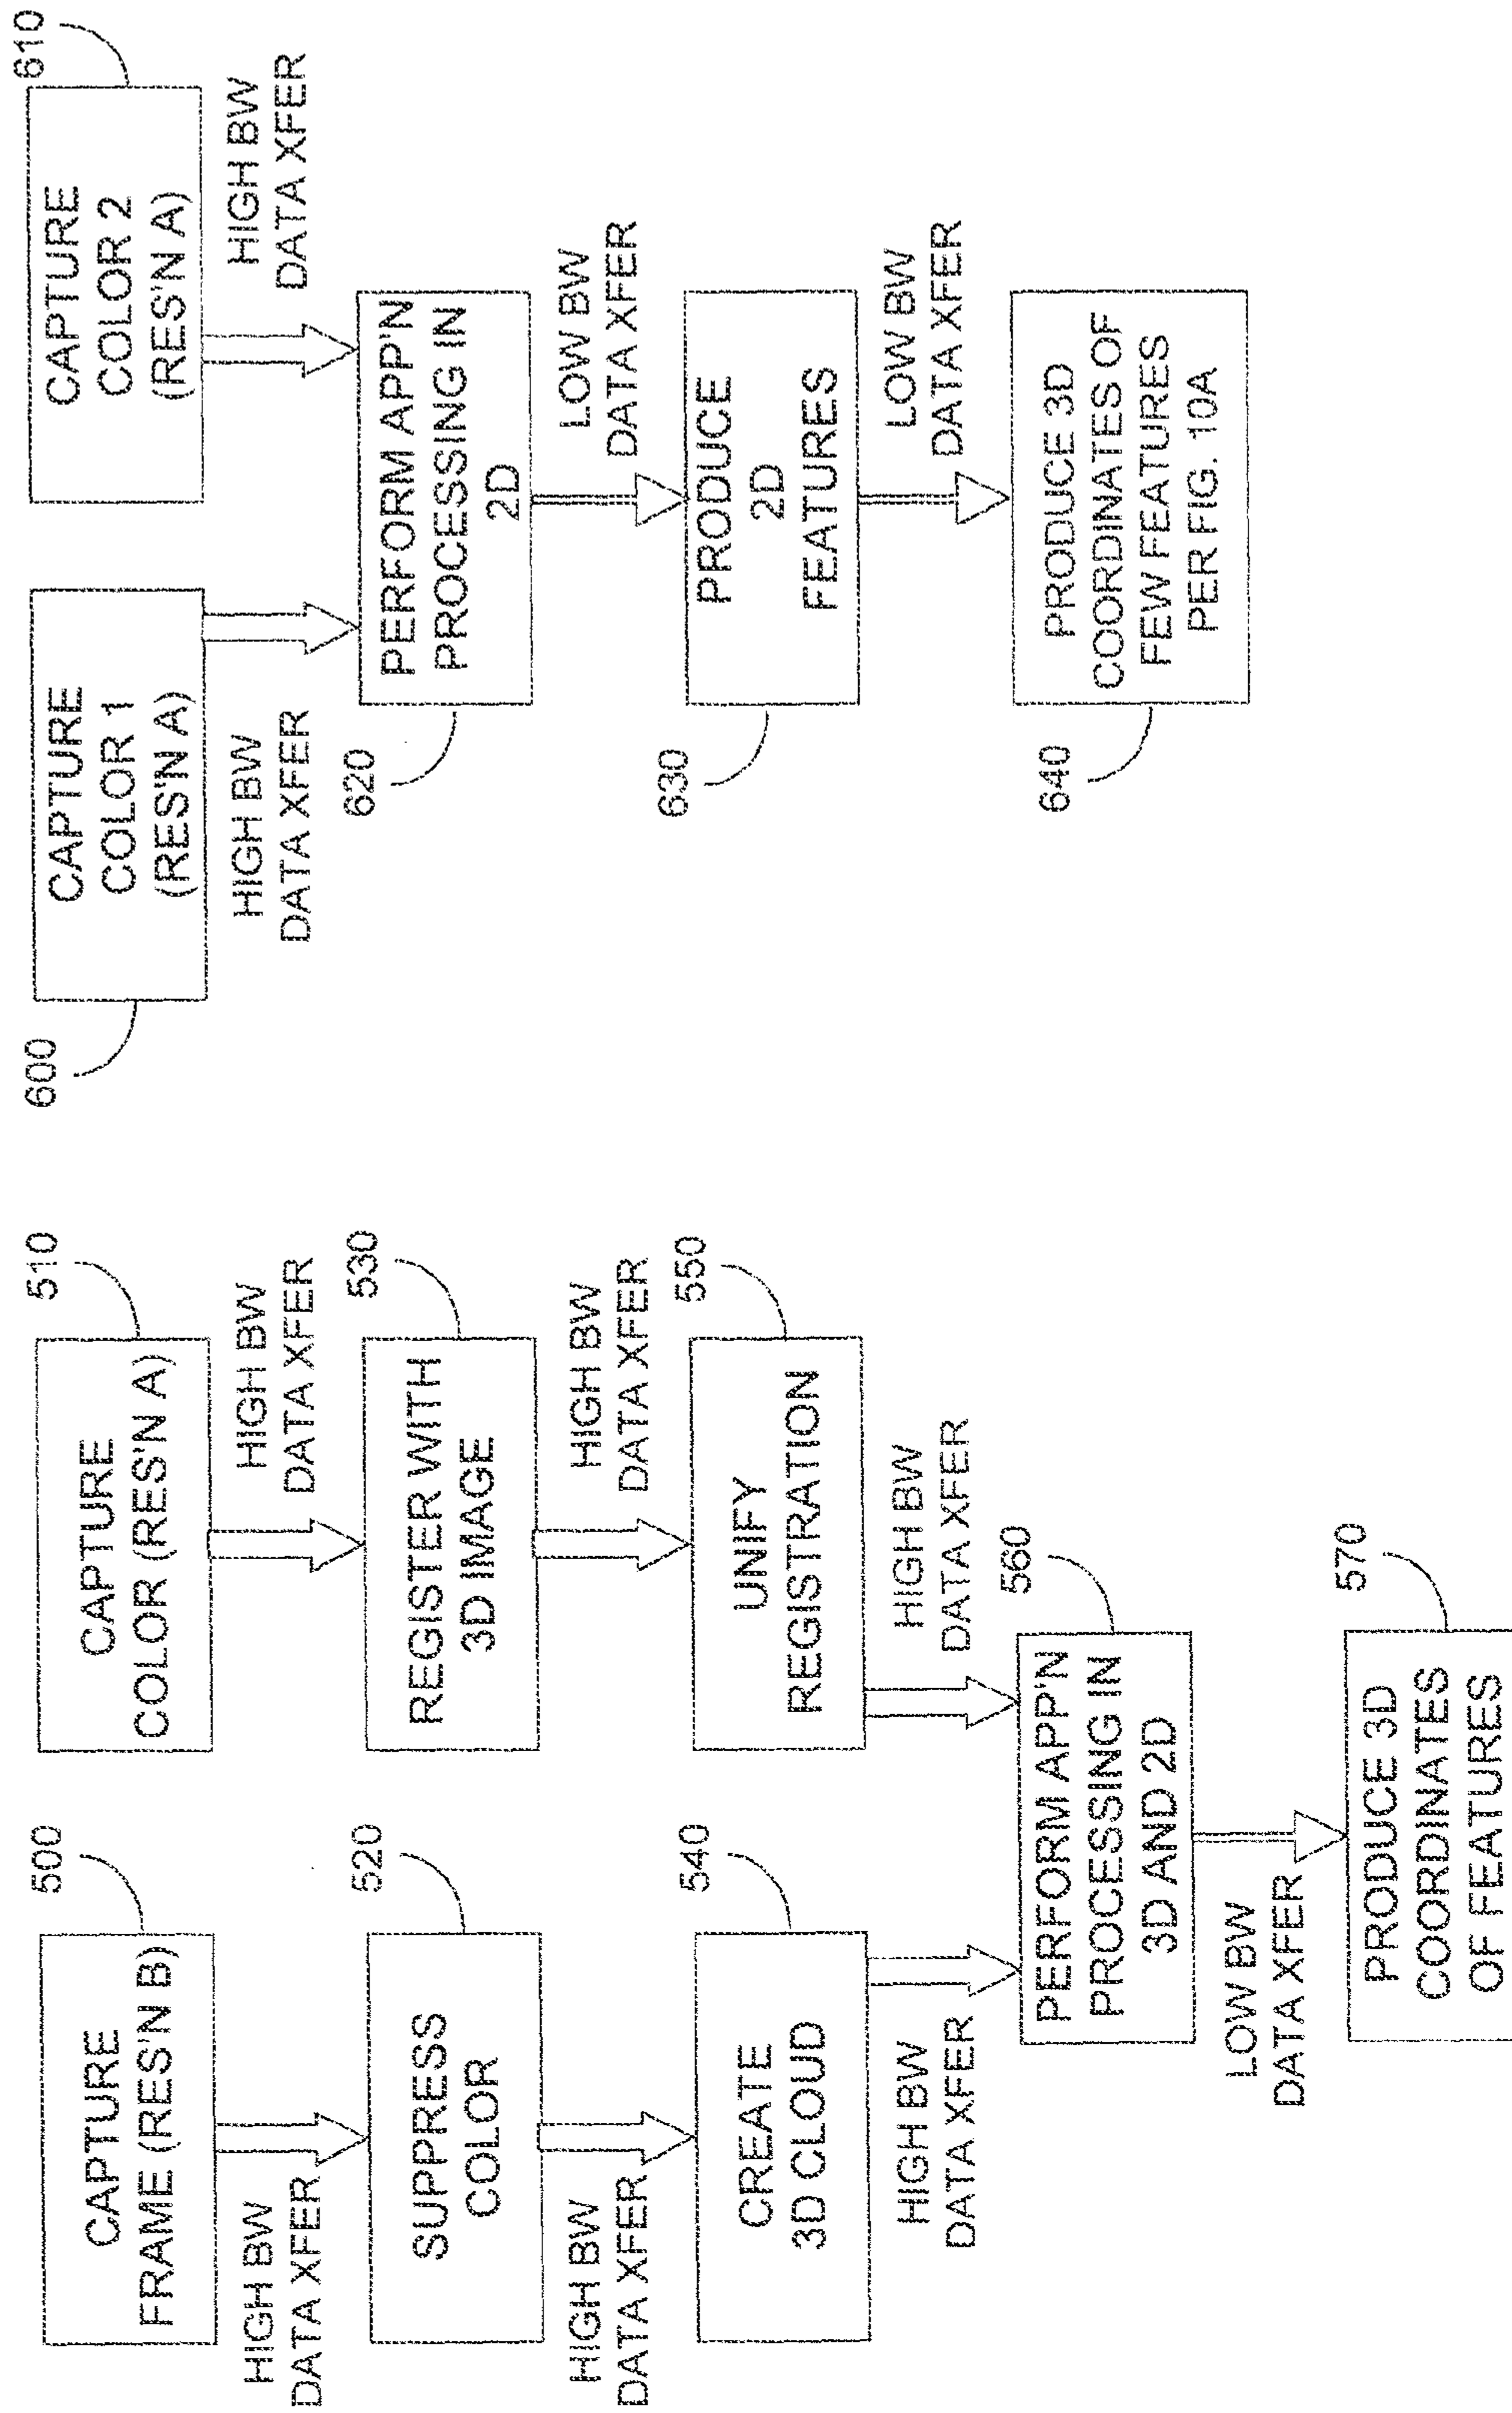 500
CAPTURE
FRAME (RES'N B)
HIGH BW
DATA XFER
520
SUPPRESS
COLOR
HIGH BW
DATA XFER
540
CREATE
3D CLOUD
HIGH BW
DATA XFER
510
CAPTURE
COLOR (RES'N A)
HIGH BW
DATA XFER
530
REGISTER WITH
3D IMAGE
HIGH BW
DATA XFER
550
UNIFY
REGISTRATION
HIGH BW
DATA XFER
560
PERFORM APP'N
PROCESSING IN
3D AND 2D
LOW BW
DATA XFER
570
PRODUCE 3D
COORDINATES
OF FEATURES
600
CAPTURE
COLOR 1
(RES'N A)
HIGH BW
DATA XFER
610
CAPTURE
COLOR 2
(RES'N A)
HIGH BW
DATA XFER
620
PERFORM APP'N
PROCESSING IN
2D
LOW BW
DATA XFER
630
PRODUCE
2D
FEATURES
LOW BW
DATA XFER
640
PRODUCE 3D
COORDINATES OF
FEW FEATURES
PER FIG. 10A